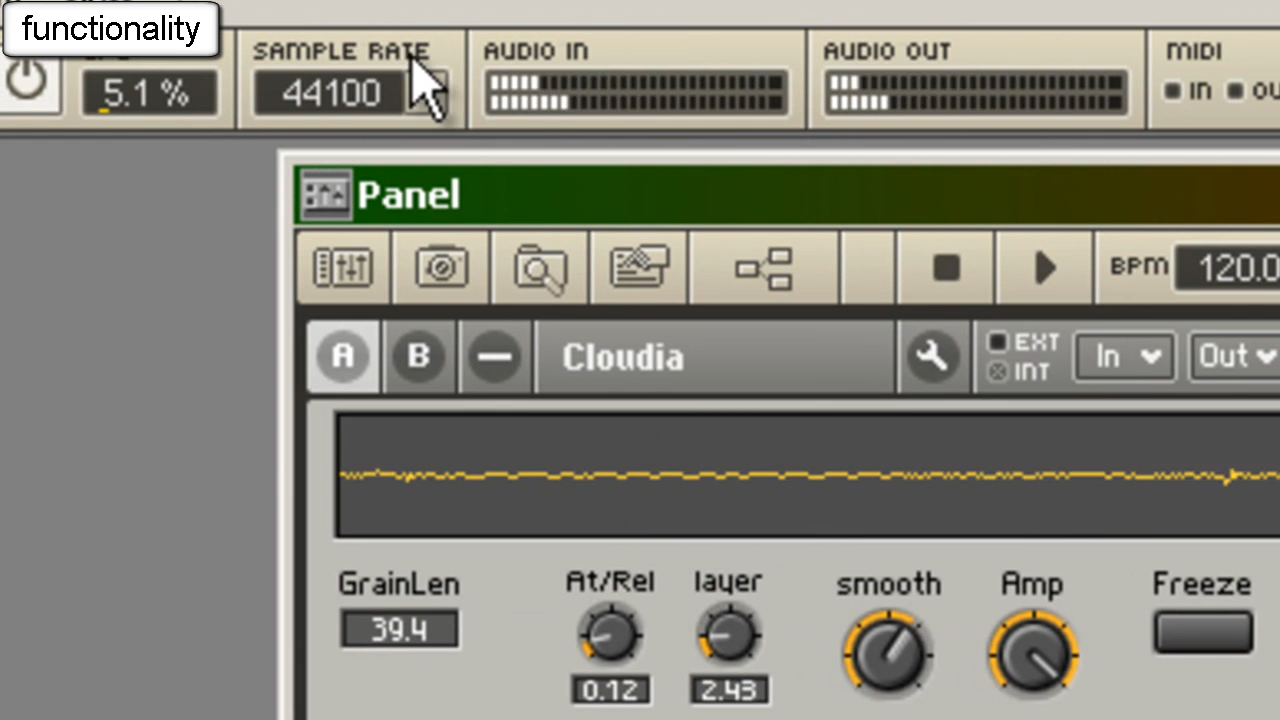 functionality
SAMPLE RATE AUDIO IN AUDIO OUT MIDI
5.1 % 44100 IN
Panel
BPM 120.0
A B Cloudia EXT In Out
INT
GrainLen At/Rel layer smooth Amp Freeze
39.4
0.12 2.43